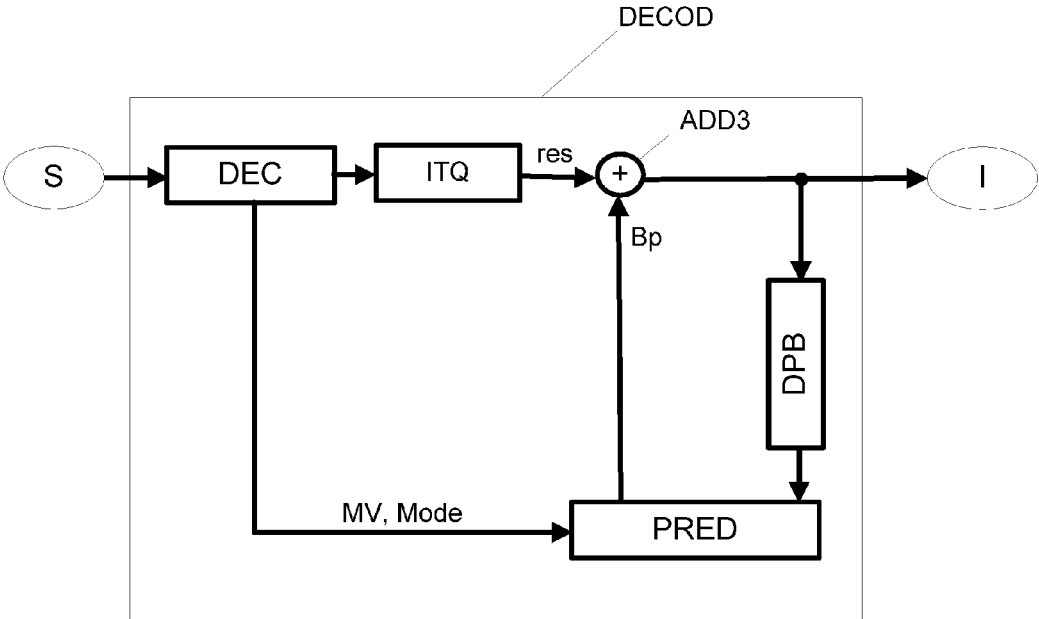 DECOD
ADD3
S
DEC
ITQ
res
+
I
Bp
DPB
MV, Mode
PRED